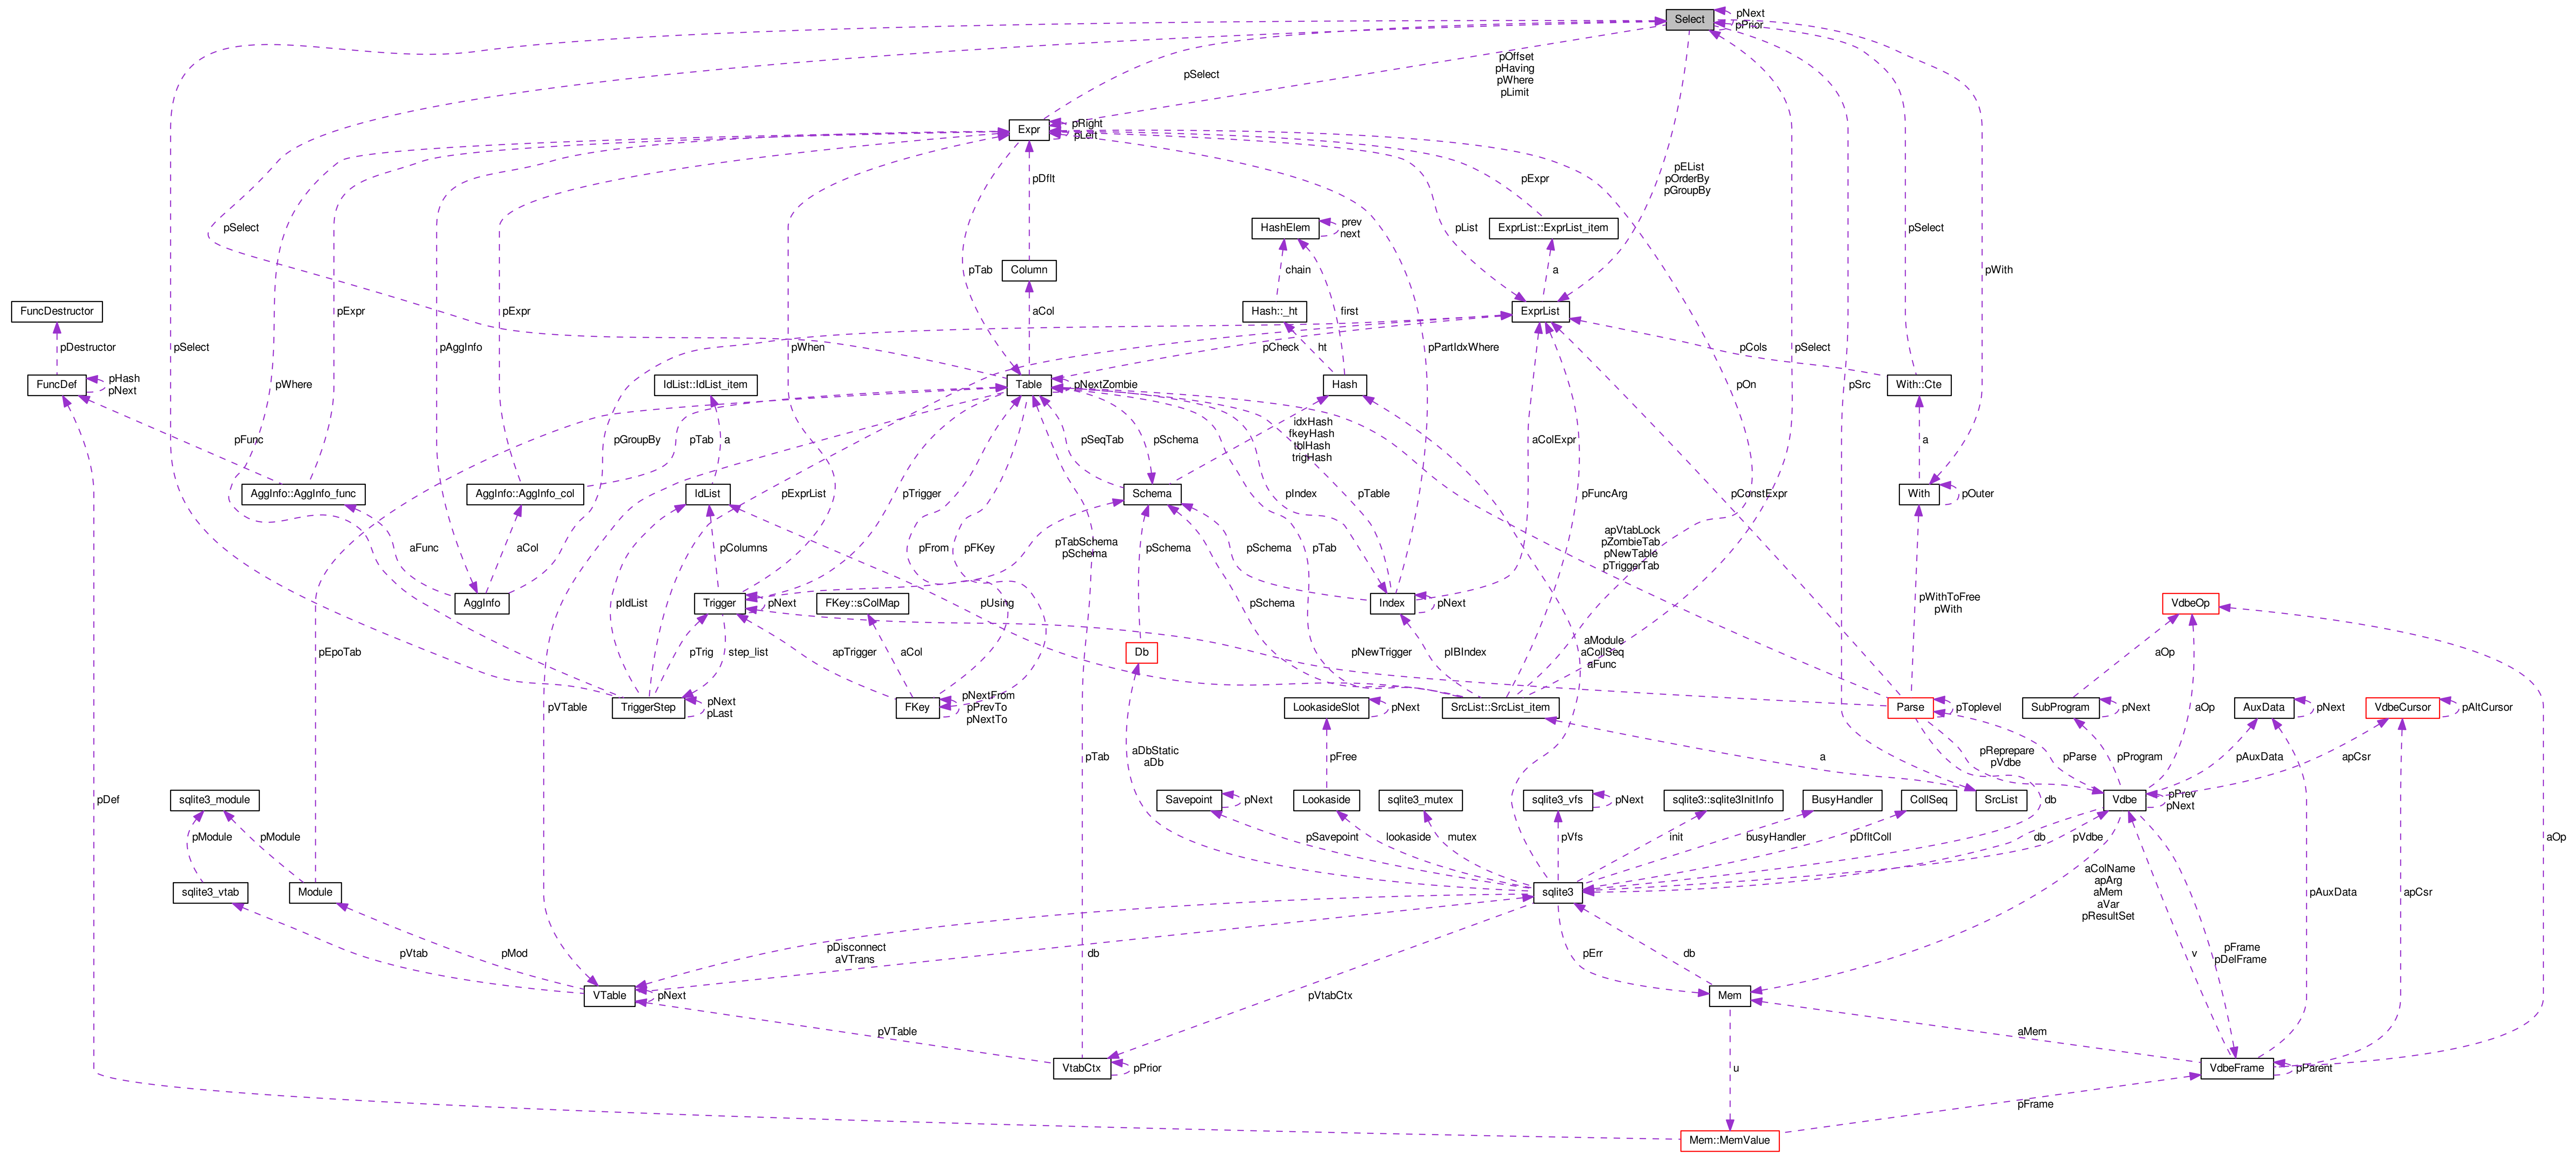 Select
pNext
pPrior
pSelect
pOffset
pHaving
pWhere
pLimit
Expr
pRight
pLeft
pDflt
pExpr
pEList
pOrderBy
pGroupBy
pSelect
pSelect
HashElem
prev
next
ExprList::ExprList_item
pList
pTab
Column
chain
a
pWith
FuncDestructor
pExpr
pExpr
aCol
Hash::_ht
first
ExprList
pDestructor
pSelect
pAggInfo
pWhen
pCheck
ht
pPartIdxWhere
pSelect
pCols
FuncDef
pHash
pNext
pWhere
IdList::IdList_item
Table
pNextZombie
Hash
pOn
pSrc
With::Cte
pFunc
pGroupBy
pTab
a
pSeqTab
pSchema
idxHash
fkeyHash
tblHash
trigHash
aColExpr
a
AggInfo::AggInfo_func
AggInfo::AggInfo_col
IdList
pExprList
pTrigger
Schema
pIndex
pTable
pFuncArg
pConstExpr
With
pOuter
aFunc
aCol
pColumns
pFrom
pFKey
pTabSchema
pSchema
pSchema
pSchema
pTab
apVtabLock
pZombieTab
pNewTable
pTriggerTab
AggInfo
pIdList
Trigger
pNext
FKey::sColMap
pUsing
pSchema
Index
pNext
pWithToFree
pWith
VdbeOp
pEpoTab
pTrig
step_list
apTrigger
aCol
Db
pNewTrigger
pIBIndex
aModule
aCollSeq
aFunc
aOp
TriggerStep
pNext
pLast
FKey
pNextFrom
pPrevTo
pNextTo
LookasideSlot
pNext
SrcList::SrcList_item
Parse
pToplevel
SubProgram
pNext
aOp
AuxData
pNext
VdbeCursor
pAltCursor
pVTable
aDbStatic
aDb
pTab
pFree
a
pReprepare
pVdbe
pParse
pProgram
pAuxData
apCsr
pDef
sqlite3_module
Savepoint
pNext
Lookaside
sqlite3_mutex
sqlite3_vfs
pNext
sqlite3::sqlite3InitInfo
BusyHandler
CollSeq
SrcList
db
Vdbe
pPrev
pNext
pModule
pModule
pSavepoint
lookaside
mutex
pVfs
init
busyHandler
pDfltColl
db
pVdbe
aOp
sqlite3_vtab
Module
sqlite3
aColName
apArg
aMem
aVar
pResultSet
pAuxData
apCsr
pVtab
pMod
pDisconnect
aVTrans
db
pErr
db
v
pFrame
pDelFrame
VTable
pNext
pVtabCtx
Mem
pVTable
aMem
VtabCtx
pPrior
u
VdbeFrame
pParent
pFrame
Mem::MemValue